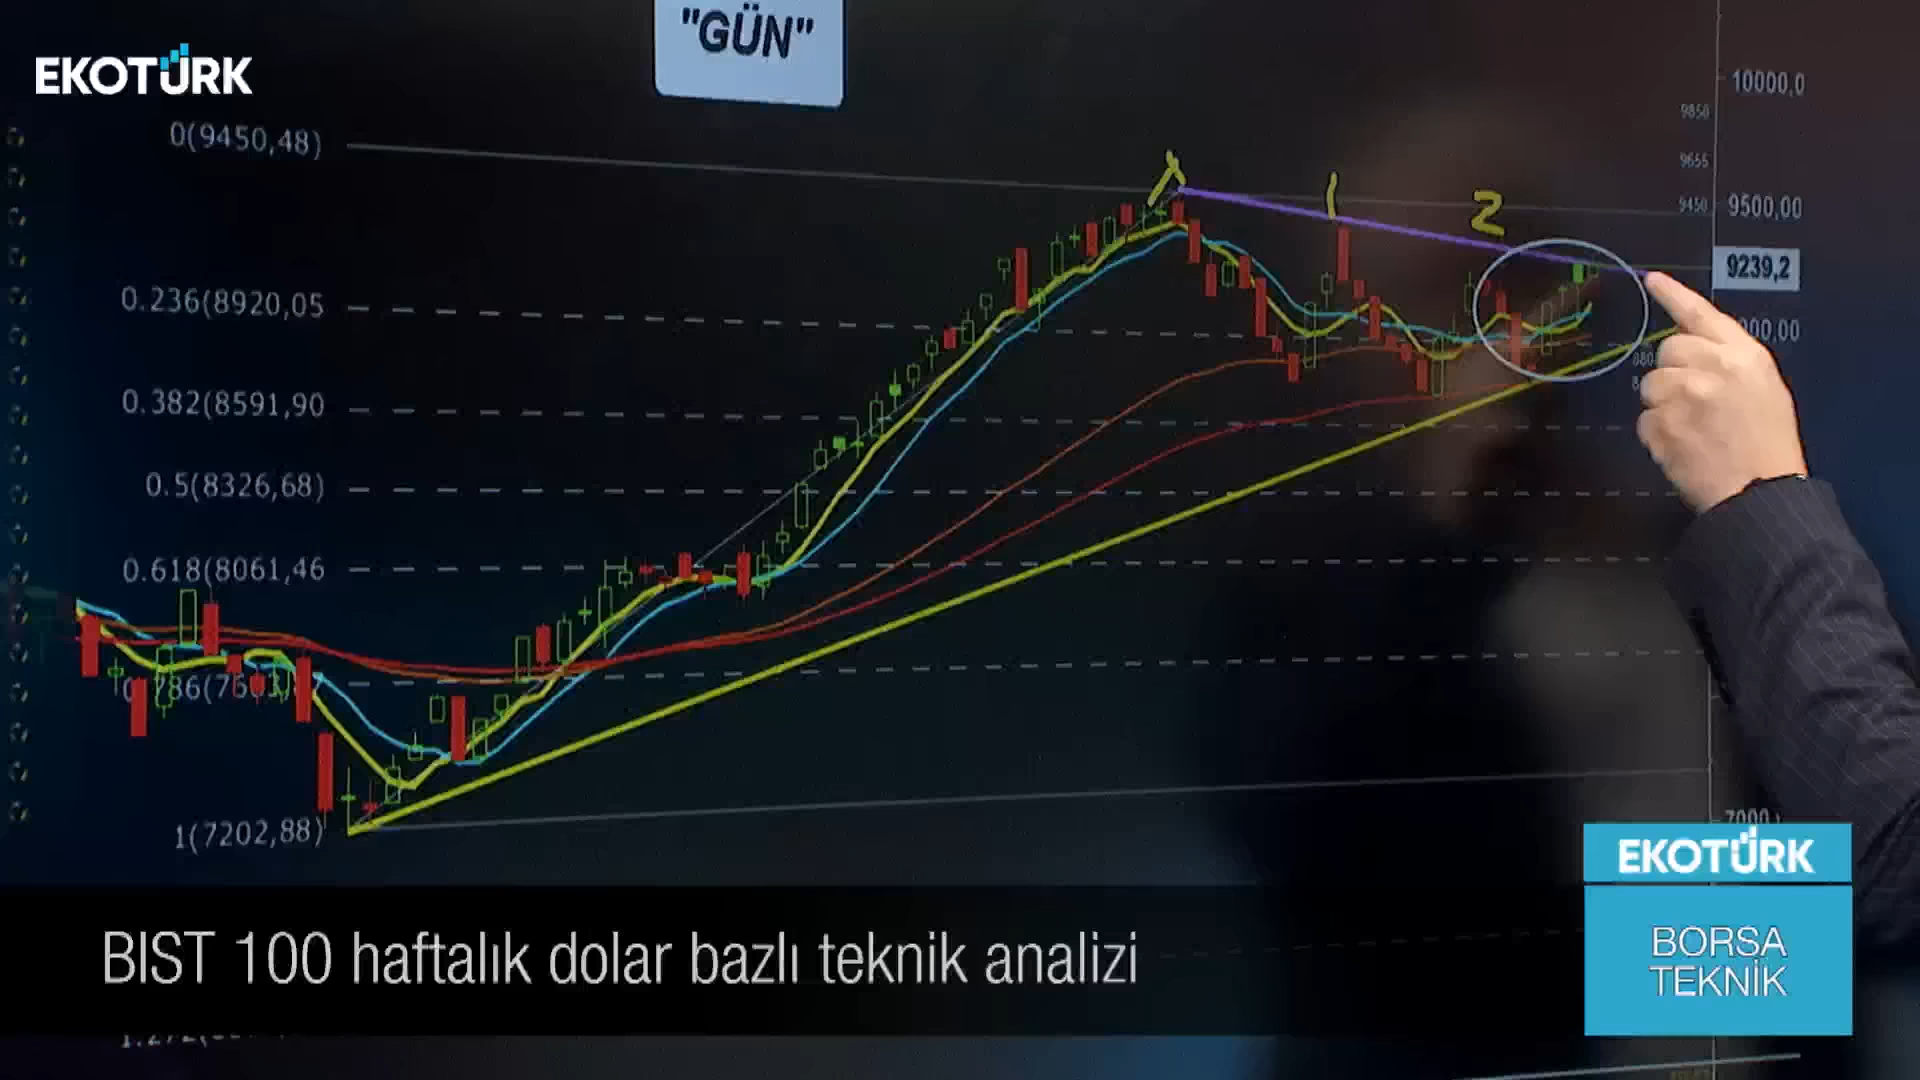 "GÜN"
EKOTÜRK
10000,0
9850
0(9450,48)
9655
1
2
9450
9500,00
9239,2
0.236(8920,05
0.382(8591,90
0.5(8326,68)
0.618(8061,46
1(7202,88)
EKOTÜRK
BIST 100 haftalık dolar bazlı teknik analizi
BORSA
TEKNİK